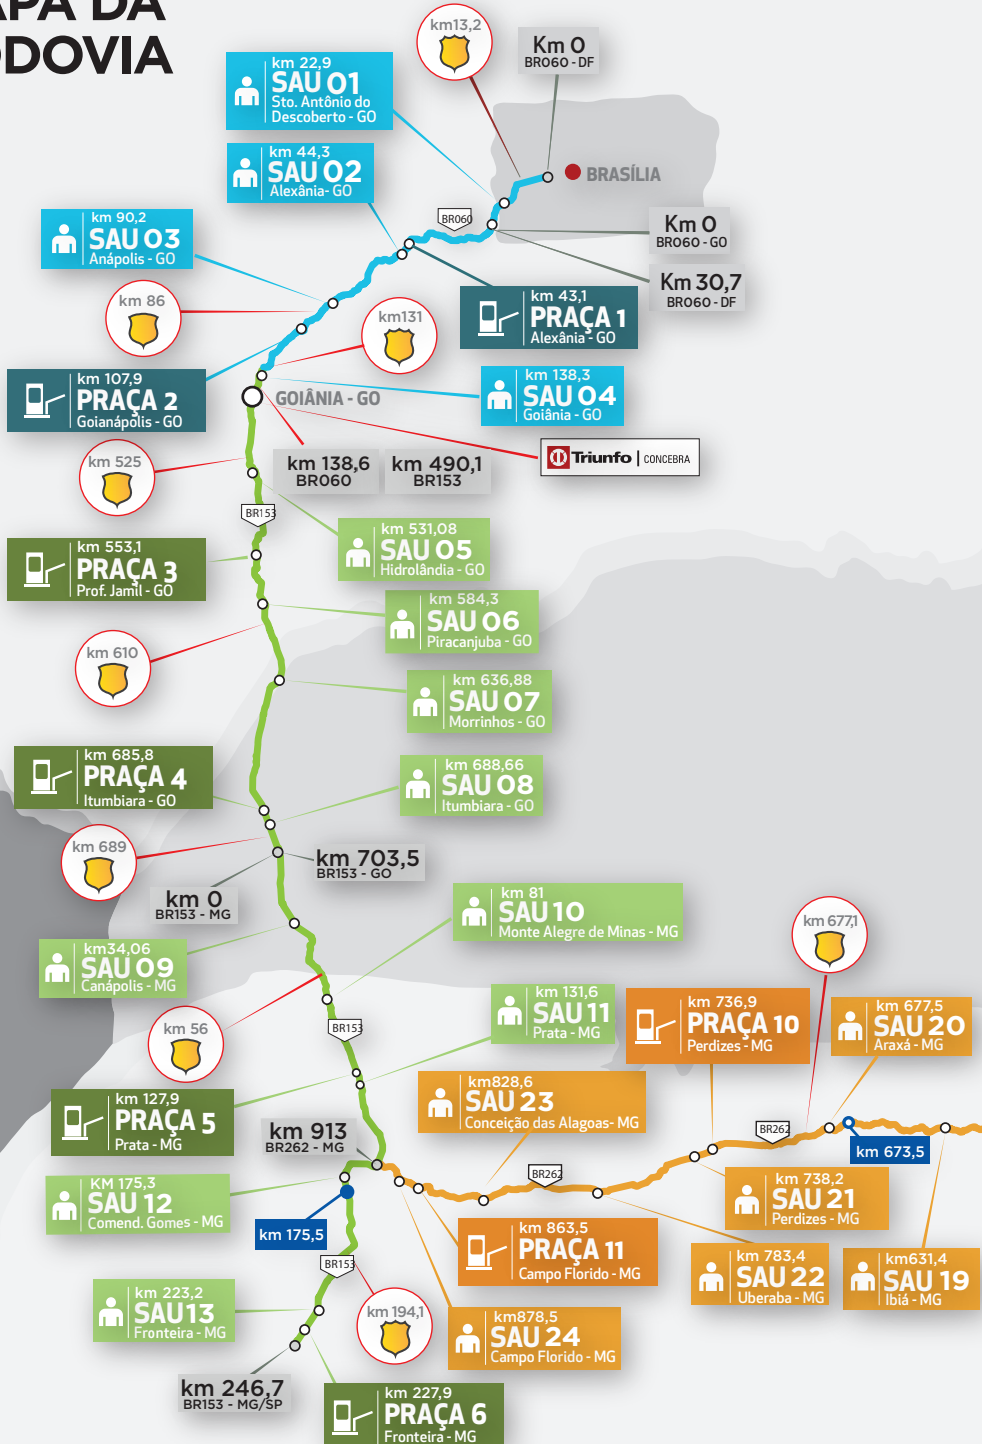 APA DA
ODOVIA
km13,2
Km 0
BR060 - DF
km 22,9
SAU 01
Sto. Antônio do
Descoberto - GO
km 44,3
SAU 02
Alexânia- GO
BRASÍLIA
BR060
km 90,2
SAU 03
Anápolis - GO
Km 0
BR060 - GO
Km 30,7
BR060 - DF
km 86
km 43,1
PRAÇA 1
Alexânia - GO
km131
km 107,9
PRAÇA 2
Goianápolis - GO
GOIÂNIA - GO
km 138,3
SAU 04
Goiânia - GO
km 525
km 138,6
BR060
km 490,1
BR153
Triunfo | CONCEBRA
BR153
km 531,08
SAU 05
Hidrolândia - GO
km 553,1
PRAÇA 3
Prof. Jamil - GO
km 584,3
SAU 06
Piracanjuba - GO
km 610
km 636,88
SAU 07
Morrinhos - GO
km 685,8
PRAÇA 4
Itumbiara - GO
km 688,66
SAU 08
Itumbiara - GO
km 689
km 703,5
BR153 - GO
km 0
BR153 - MG
km 81
SAU 10
Monte Alegre de Minas - MG
km 677,1
km34,06
SAU 09
Canápolis - MG
km 56
BR153
km 131,6
SAU 11
Prata - MG
km 736,9
PRAÇA 10
Perdizes - MG
km 677,5
SAU 20
Araxá - MG
km 127,9
PRAÇA 5
Prata - MG
km828,6
SAU 23
Conceição das Alagoas- MG
km 913
BR262 - MG
BR262
km 673,5
KM 175,3
SAU 12
Comend. Gomes - MG
BR262
km 738,2
SAU 21
Perdizes - MG
km 175,5
km 863,5
PRAÇA 11
Campo Florido - MG
km 783,4
SAU 22
Uberaba - MG
km631,4
SAU 19
Ibiá - MG
BR153
km 223,2
SAU13
Fronteira - MG
km 194,1
km878,5
SAU 24
Campo Florido - MG
km 246,7
BR153 - MG/SP
km 227,9
PRAÇA 6
Fronteira - MG